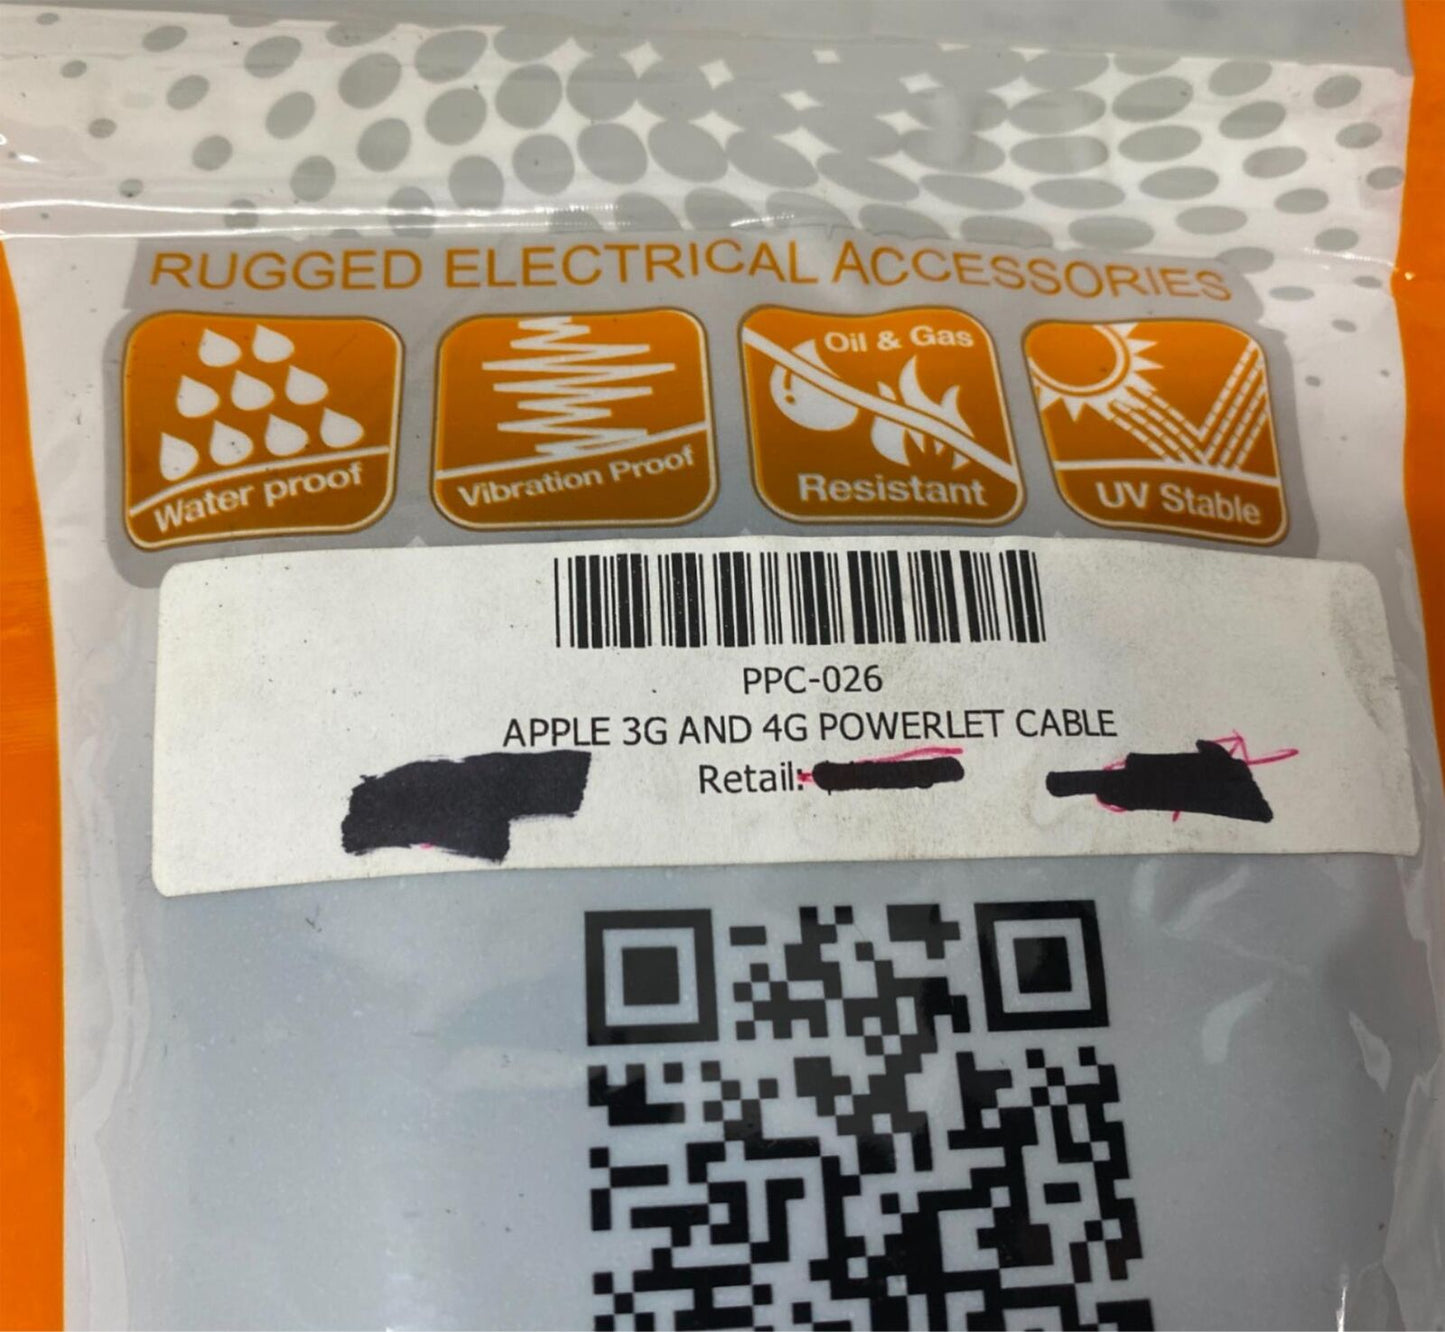 RUGGED ELECTRICAL ACCESSORIES
Water proof
Vibration Proof
Oil & Gas
Resistant
UV Stable
PPC-026
APPLE 3G AND 4G POWERLET CABLE
Retail: